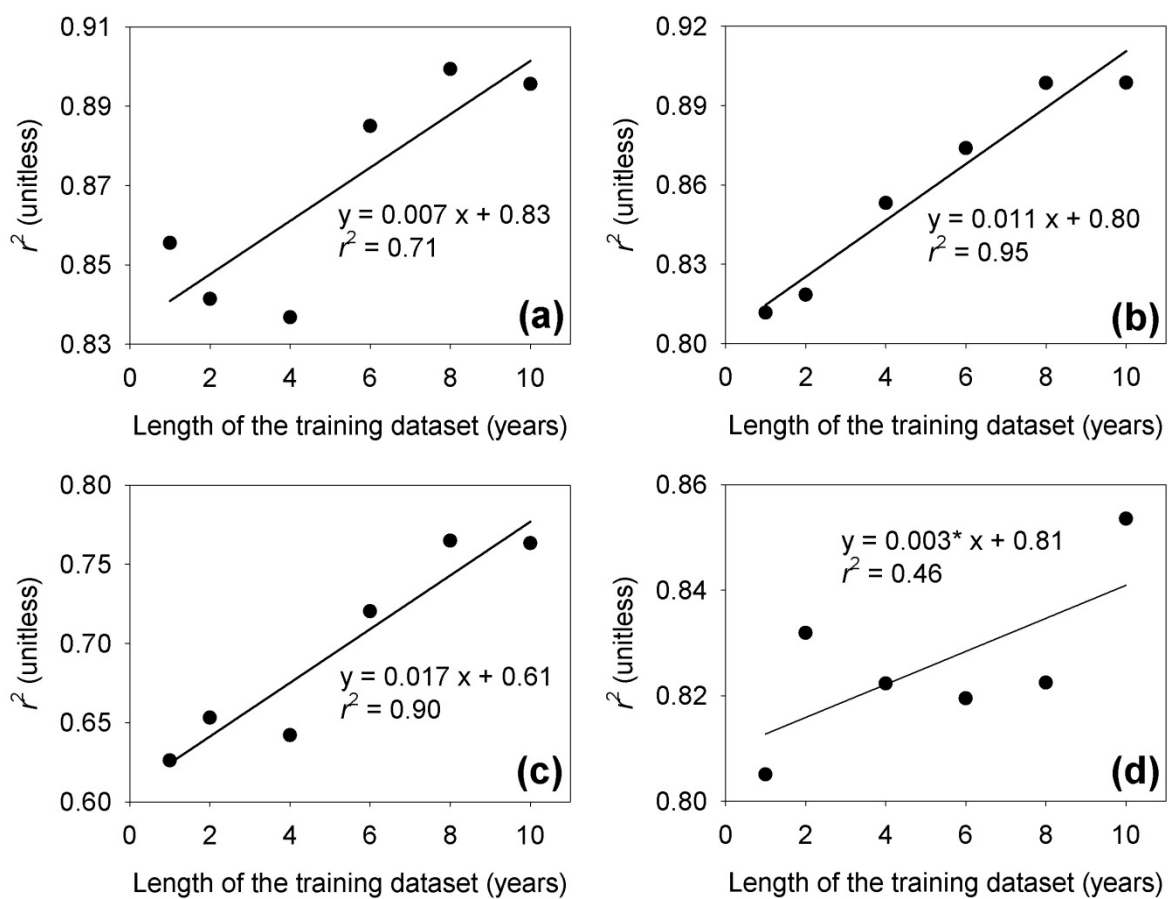 0.91
0.89
0.87
0.85
0.83
r² (unitless)
y = 0.007 x + 0.83
r² = 0.71
(a)
0 2 4 6 8 10
Length of the training dataset (years)
0.92
0.89
0.86
0.83
0.80
r² (unitless)
y = 0.011 x + 0.80
r² = 0.95
(b)
0 2 4 6 8 10
Length of the training dataset (years)
0.80
0.75
0.70
0.65
0.60
r² (unitless)
y = 0.017 x + 0.61
r² = 0.90
(c)
0 2 4 6 8 10
Length of the training dataset (years)
0.86
0.84
0.82
0.80
r² (unitless)
y = 0.003* x + 0.81
r² = 0.46
(d)
0 2 4 6 8 10
Length of the training dataset (years)